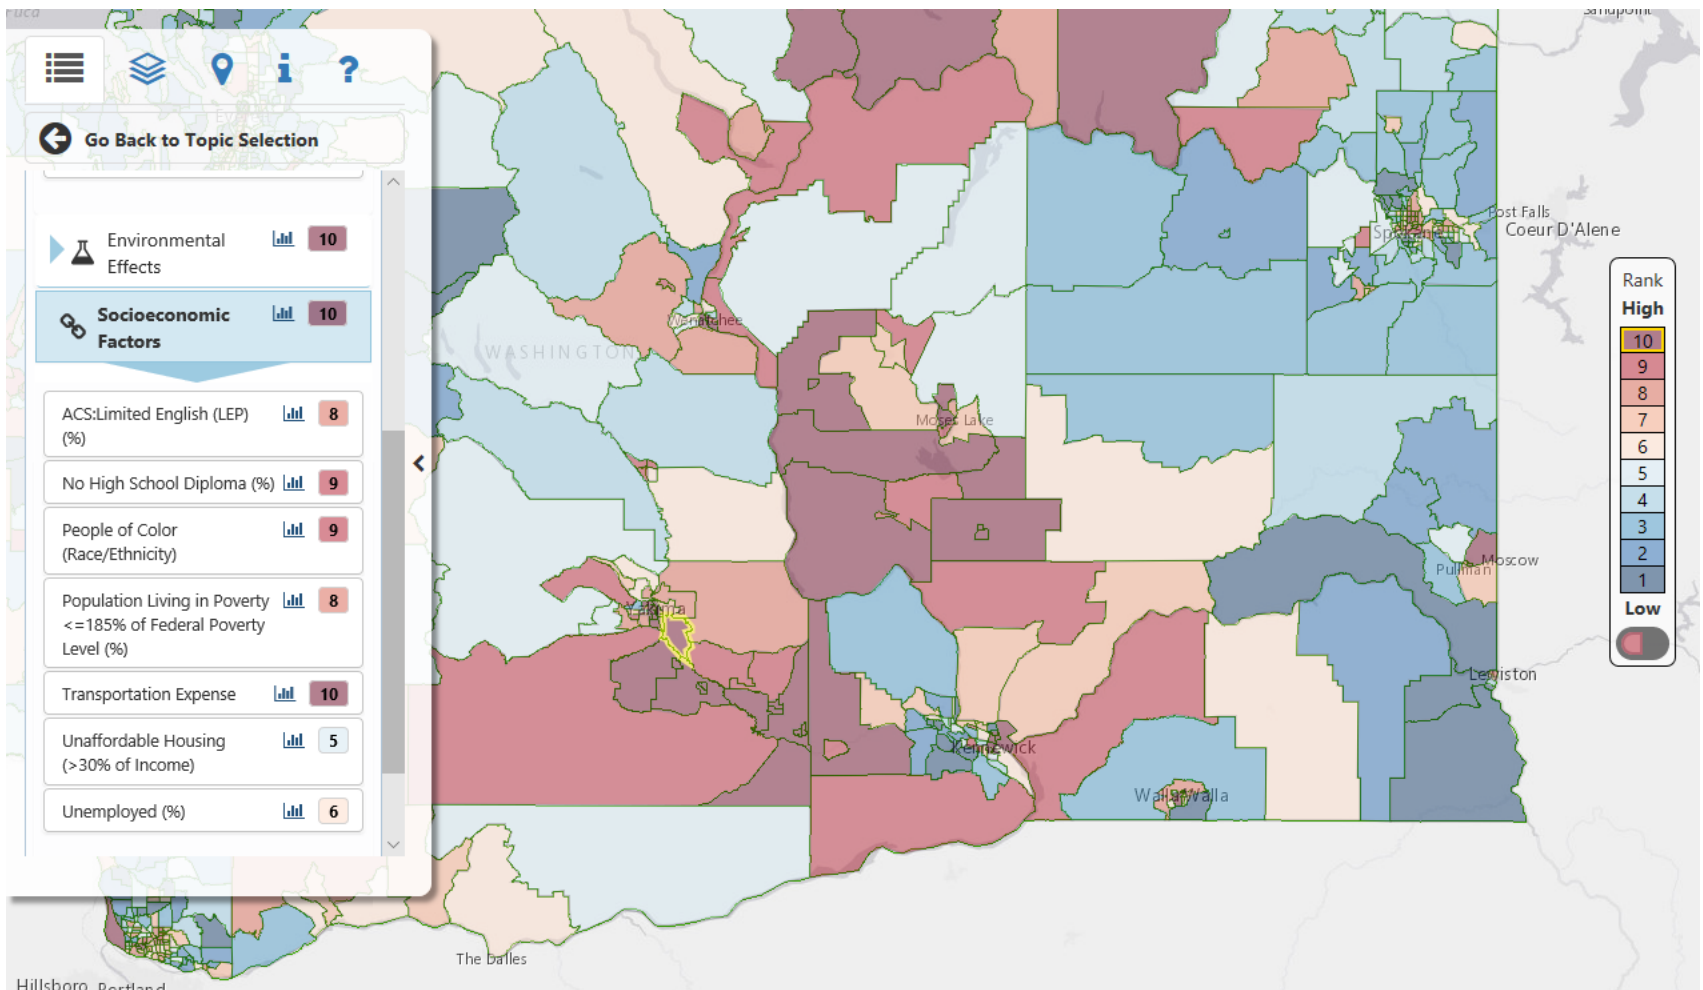 Sandpoint
Go Back to Topic Selection
Environmental
Effects
10
Socioeconomic
Factors
10
ACS:Limited English (LEP)
(%)
8
No High School Diploma (%)
9
People of Color
(Race/Ethnicity)
9
Population Living in Poverty
<=185% of Federal Poverty
Level (%)
8
Transportation Expense
10
Unaffordable Housing
(>30% of Income)
5
Unemployed (%)
6
Post Falls
Coeur D'Alene
Spokane
Wenatchee
WASHINGTON
Moses Lake
Moscow
Pullman
Yakima
Lewiston
Kennewick
Walla Walla
The Dalles
Hillsboro
Portland
Rank
High
10
9
8
7
6
5
4
3
2
1
Low